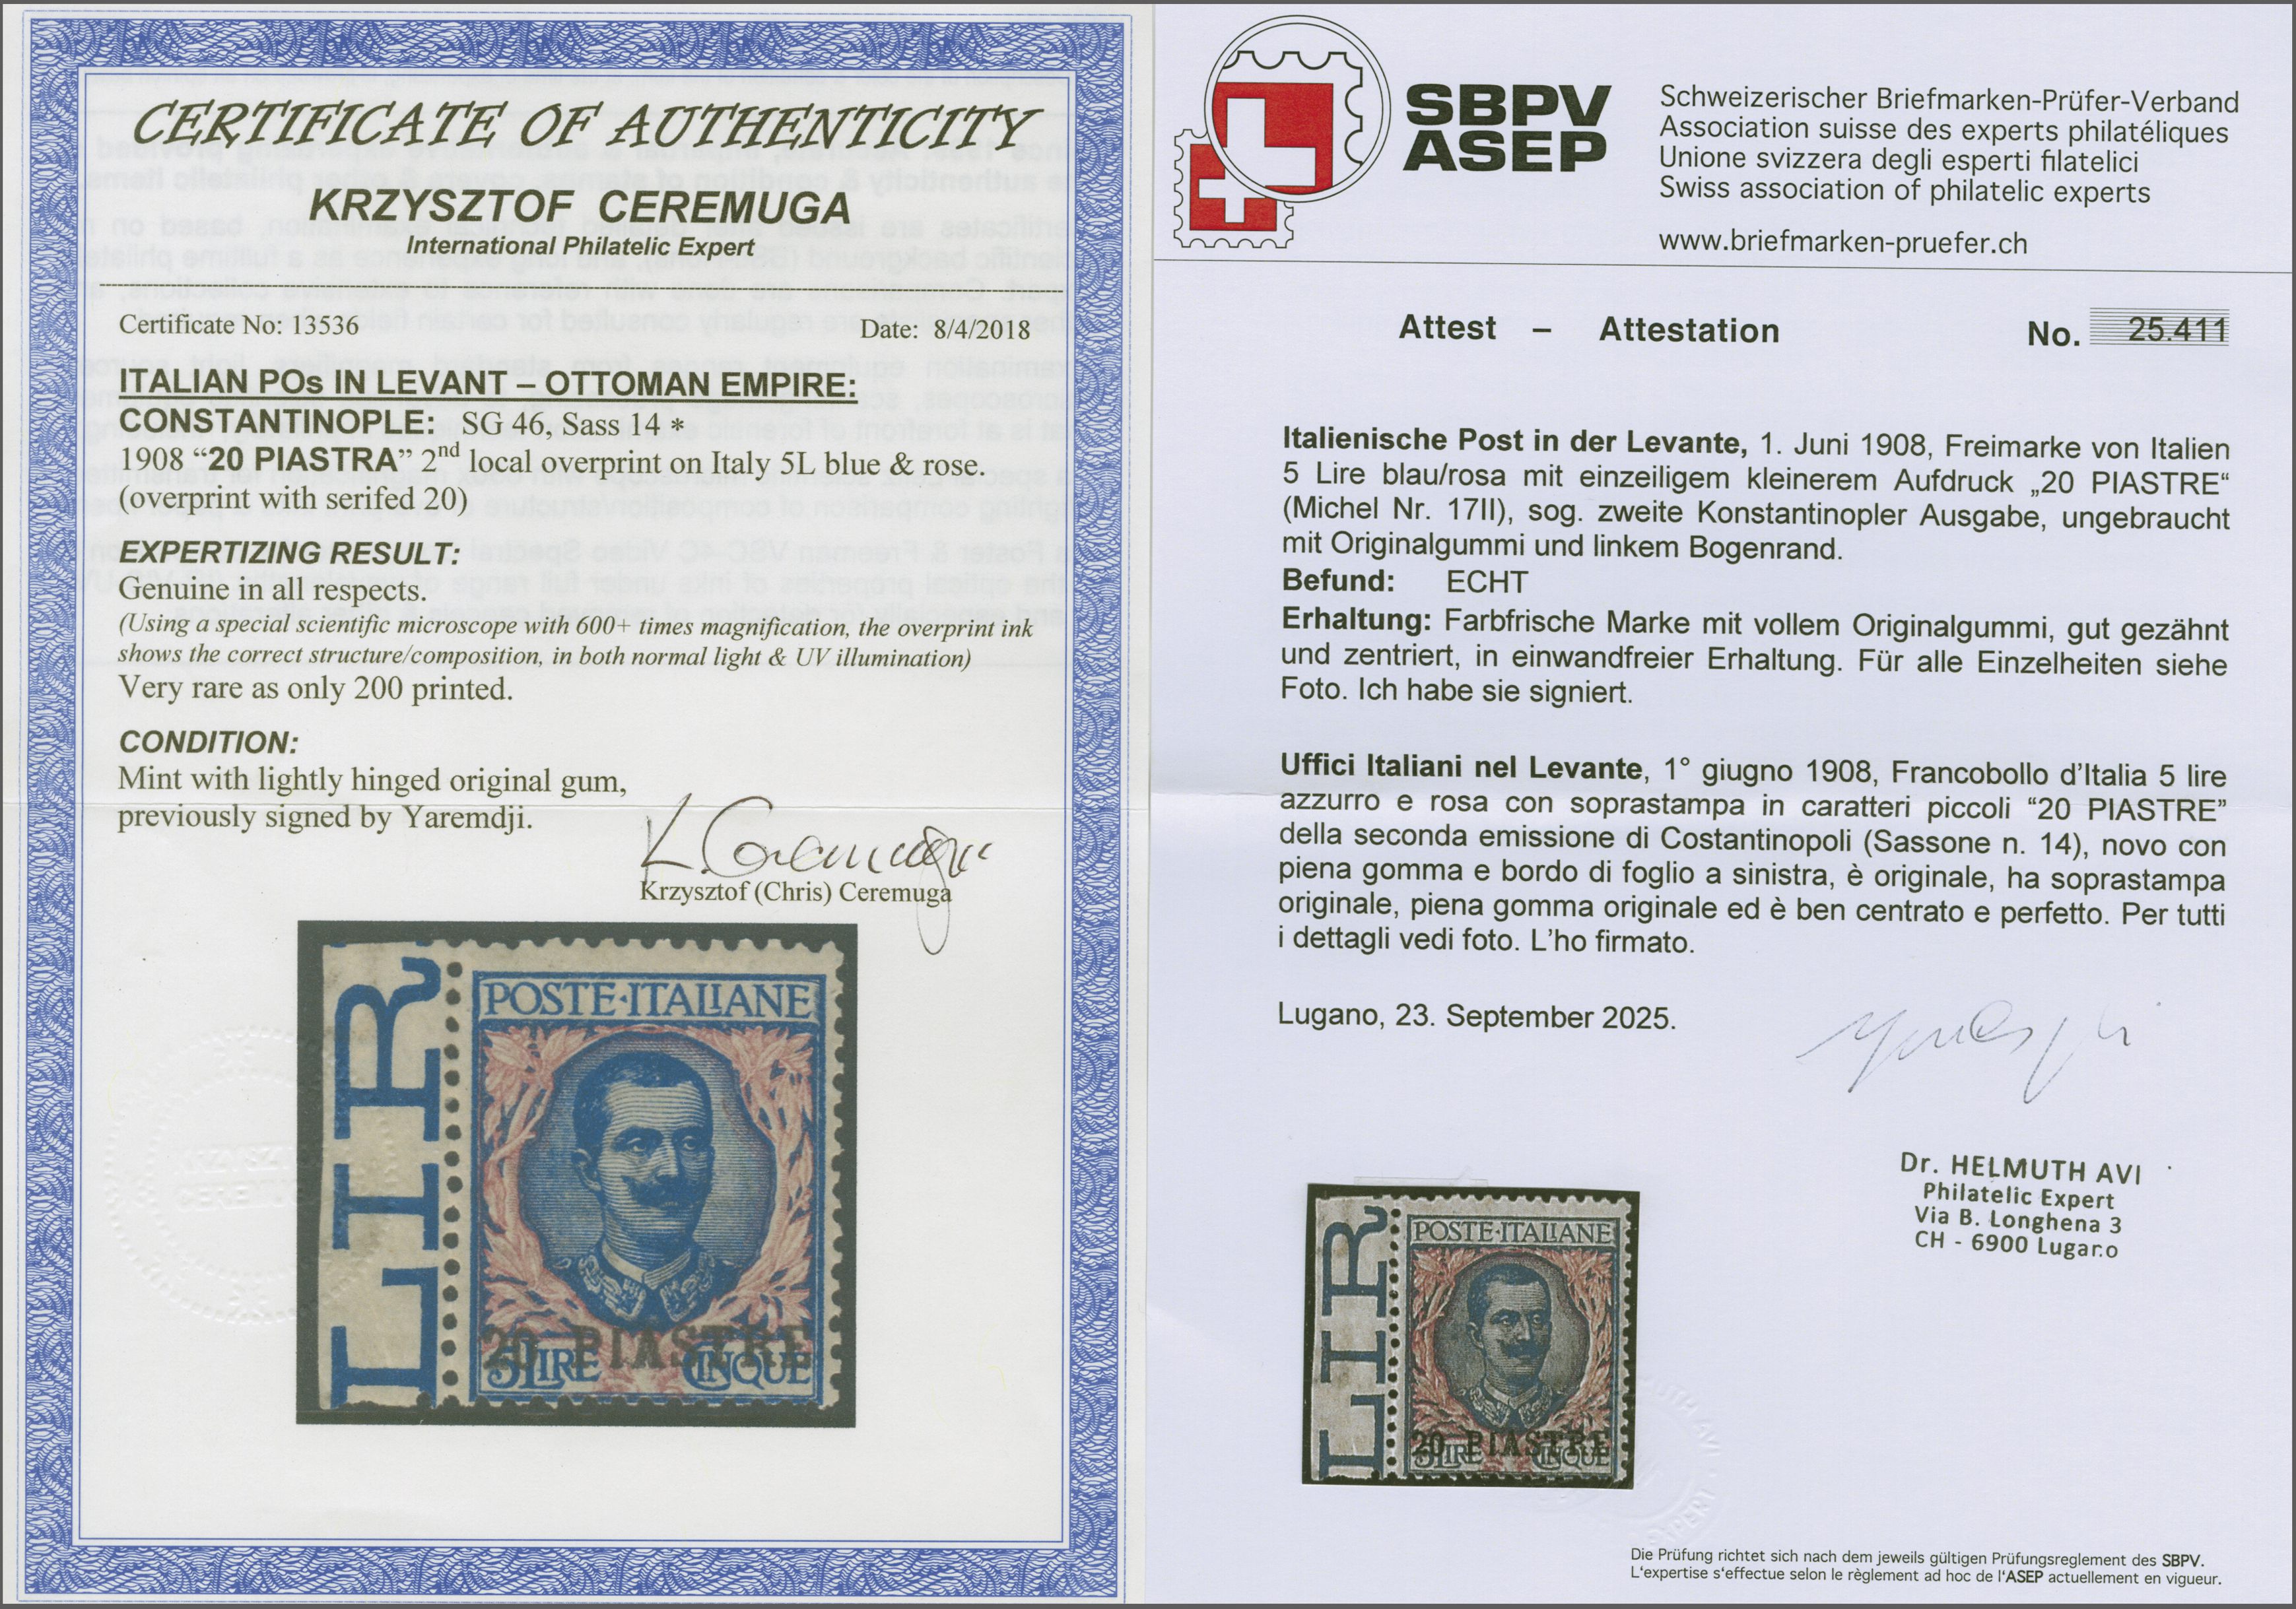 CERTIFICATE OF AUTHENTICITY
KRZYSZTOF CEREMUGA
International Philatelic Expert
Certificate No: 13536 Date: 8/4/2018
ITALIAN POs IN LEVANT – OTTOMAN EMPIRE:
CONSTANTINOPLE: SG 46, Sass 14 *
1908 “20 PIASTRA” 2nd local overprint on Italy 5L blue & rose.
(overprint with serifed 20)
EXPERTIZING RESULT:
Genuine in all respects.
(Using a special scientific microscope with 600+ times magnification, the overprint ink
shows the correct structure/composition, in both normal light & UV illumination)
Very rare as only 200 printed.
CONDITION:
Mint with lightly hinged original gum,
previously signed by Yaremdji.
K. Ceremuga
Krzysztof (Chris) Ceremuga
LIR
POSTE·ITALIANE
20 PIASTRE
5 LIRE CINQUE
SBPV
ASEP
Schweizerischer Briefmarken-Prüfer-Verband
Association suisse des experts philatéliques
Unione svizzera degli esperti filatelici
Swiss association of philatelic experts
www.briefmarken-pruefer.ch
Attest – Attestation No. 25.411
Italienische Post in der Levante, 1. Juni 1908, Freimarke von Italien
5 Lire blau/rosa mit einzeiligem kleinerem Aufdruck „20 PIASTRE“
(Michel Nr. 17II), sog. zweite Konstantinopler Ausgabe, ungebraucht
mit Originalgummi und linkem Bogenrand.
Befund: ECHT
Erhaltung: Farbfrische Marke mit vollem Originalgummi, gut gezähnt
und zentriert, in einwandfreier Erhaltung. Für alle Einzelheiten siehe
Foto. Ich habe sie signiert.
Uffici Italiani nel Levante, 1° giugno 1908, Francobollo d’Italia 5 lire
azzurro e rosa con soprastampa in caratteri piccoli “20 PIASTRE”
della seconda emissione di Costantinopoli (Sassone n. 14), novo con
piena gomma e bordo di foglio a sinistra, è originale, ha soprastampa
originale, piena gomma originale ed è ben centrato e perfetto. Per tutti
i dettagli vedi foto. L’ho firmato.
Lugano, 23. September 2025.
Dr. HELMUTH AVI
Philatelic Expert
Via B. Longhena 3
CH - 6900 Lugano
LIR
POSTE·ITALIANE
20 PIASTRE
5 LIRE CINQUE
Die Prüfung richtet sich nach dem jeweils gültigen Prüfungsreglement des SBPV.
L'expertise s'effectue selon le règlement ad hoc de l'ASEP actuellement en vigueur.